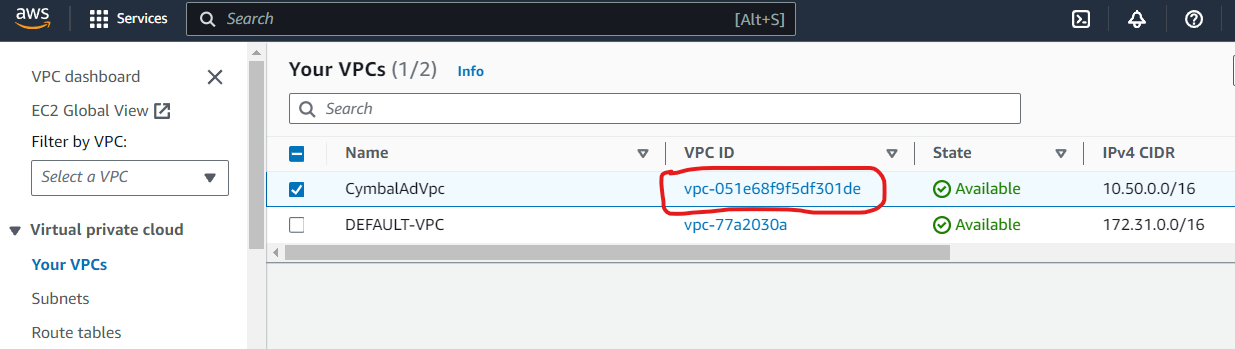 aws
Services
Search
[Alt+S]
VPC dashboard
EC2 Global View
Filter by VPC:
Select a VPC
Virtual private cloud
Your VPCs
Subnets
Route tables
Your VPCs (1/2) Info
Search
Name VPC ID State IPv4 CIDR
CymbalAdVpc vpc-051e68f9f5df301de Available 10.50.0.0/16
DEFAULT-VPC vpc-77a2030a Available 172.31.0.0/16